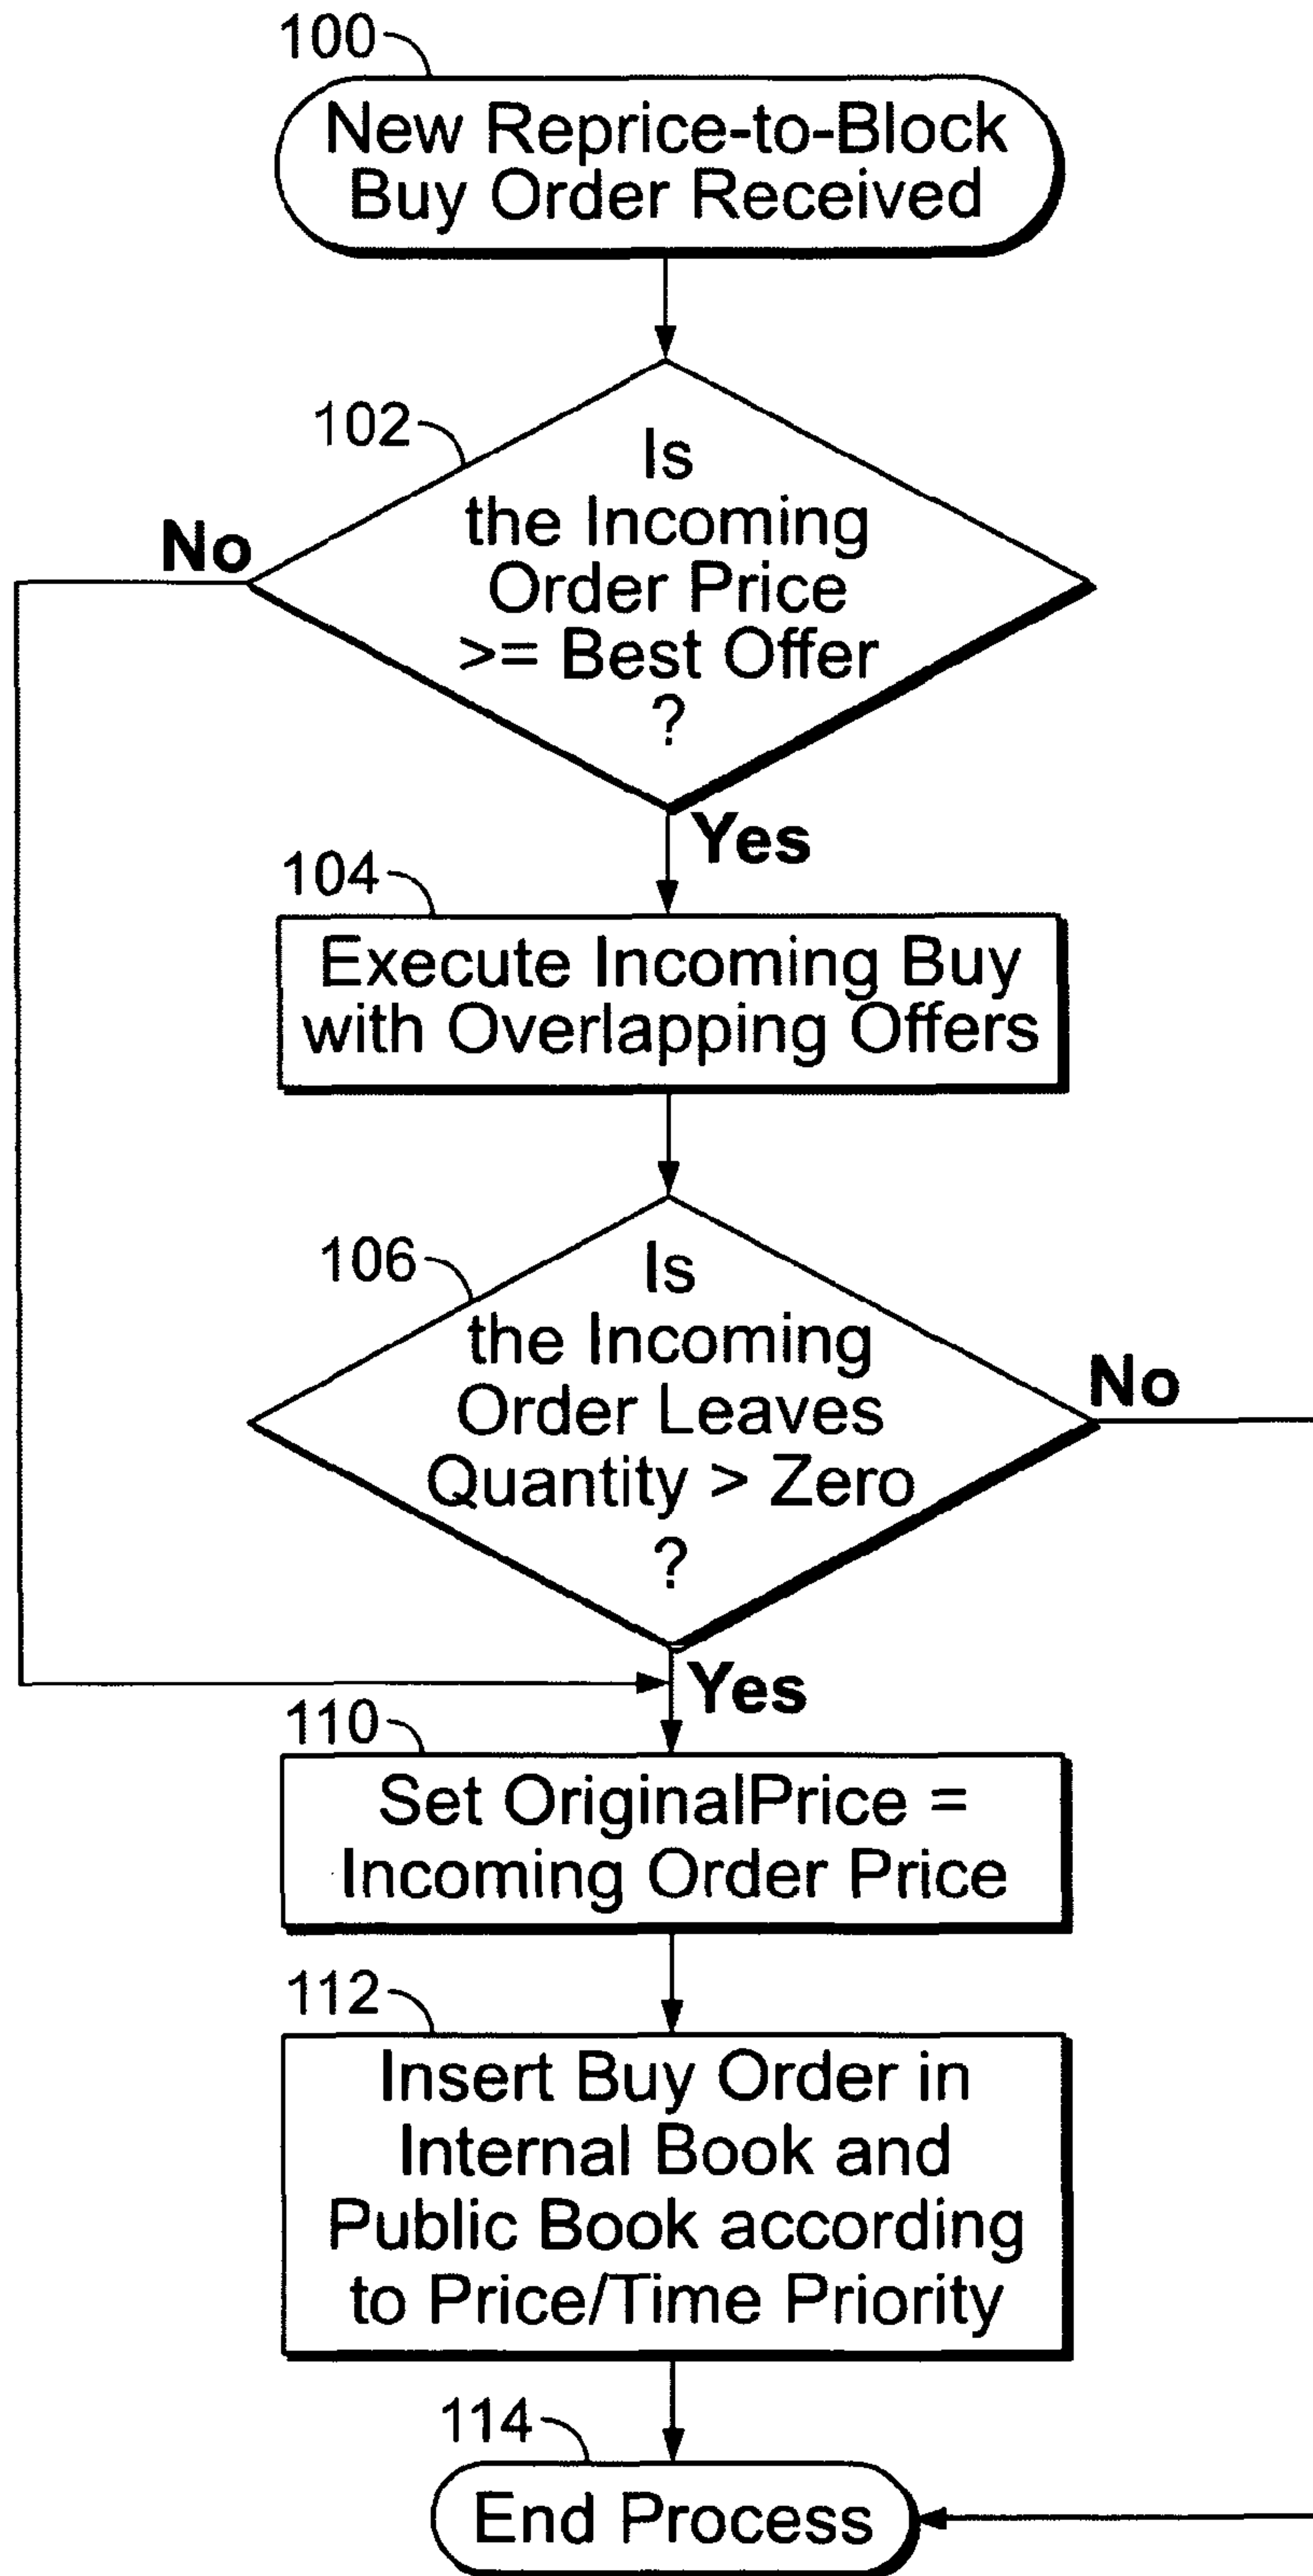 100
New Reprice-to-Block
Buy Order Received
102
Is
the Incoming
Order Price
>= Best Offer
?
No
Yes
104
Execute Incoming Buy
with Overlapping Offers
106
Is
the Incoming
Order Leaves
Quantity > Zero
?
No
Yes
110
Set OriginalPrice =
Incoming Order Price
112
Insert Buy Order in
Internal Book and
Public Book according
to Price/Time Priority
114
End Process